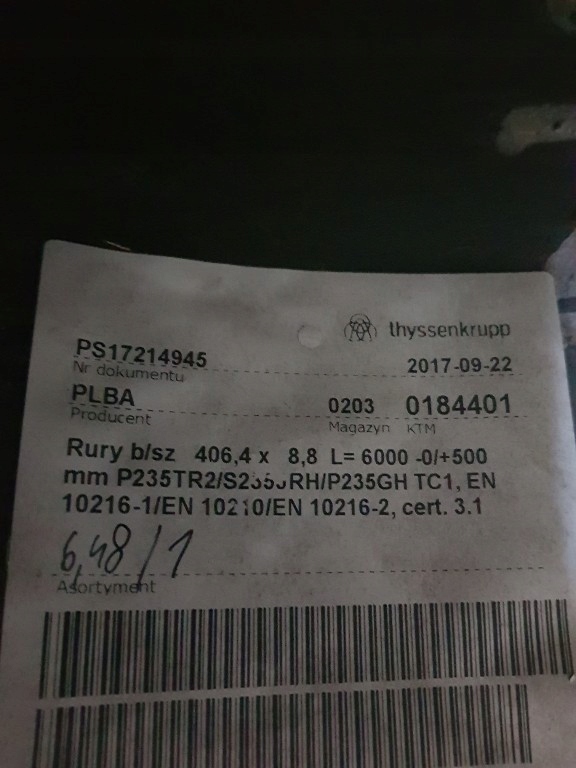 thyssenkrupp
PS17214945 2017-09-22
Nr dokumentu
PLBA 0203 0184401
Producent Magazyn KTM
Rury b/sz 406,4 x 8,8 L= 6000 -0/+500
mm P235TR2/S235JRH/P235GH TC1, EN
10216-1/EN 10210/EN 10216-2, cert. 3.1
6,48/1
Asortyment